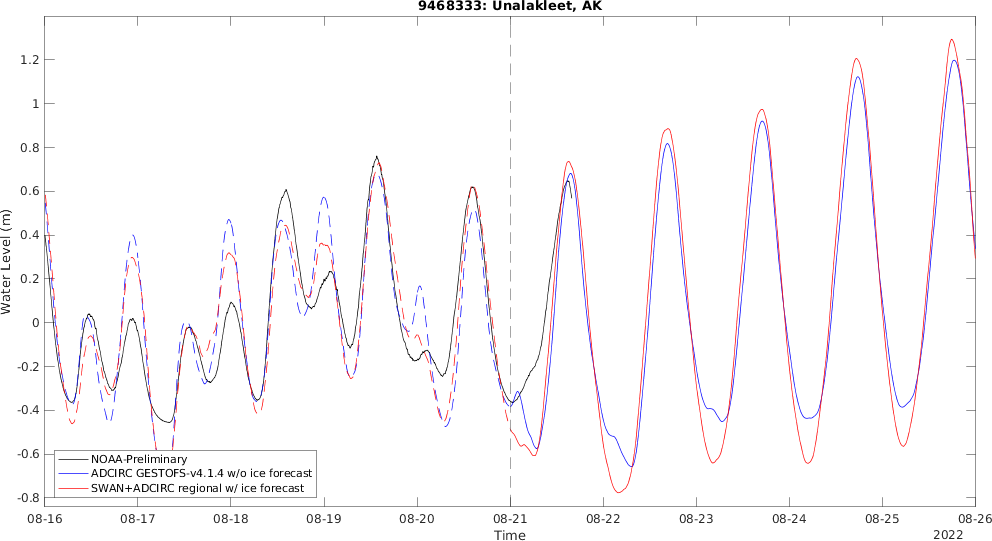 9468333: Unalakleet, AK
1.2
1
0.8
0.6
0.4
0.2
0
-0.2
-0.4
-0.6
-0.8
Water Level (m)
NOAA-Preliminary
ADCIRC GESTOFS-v4.1.4 w/o ice forecast
SWAN+ADCIRC regional w/ ice forecast
08-16 08-17 08-18 08-19 08-20 08-21 08-22 08-23 08-24 08-25 08-26
Time
2022